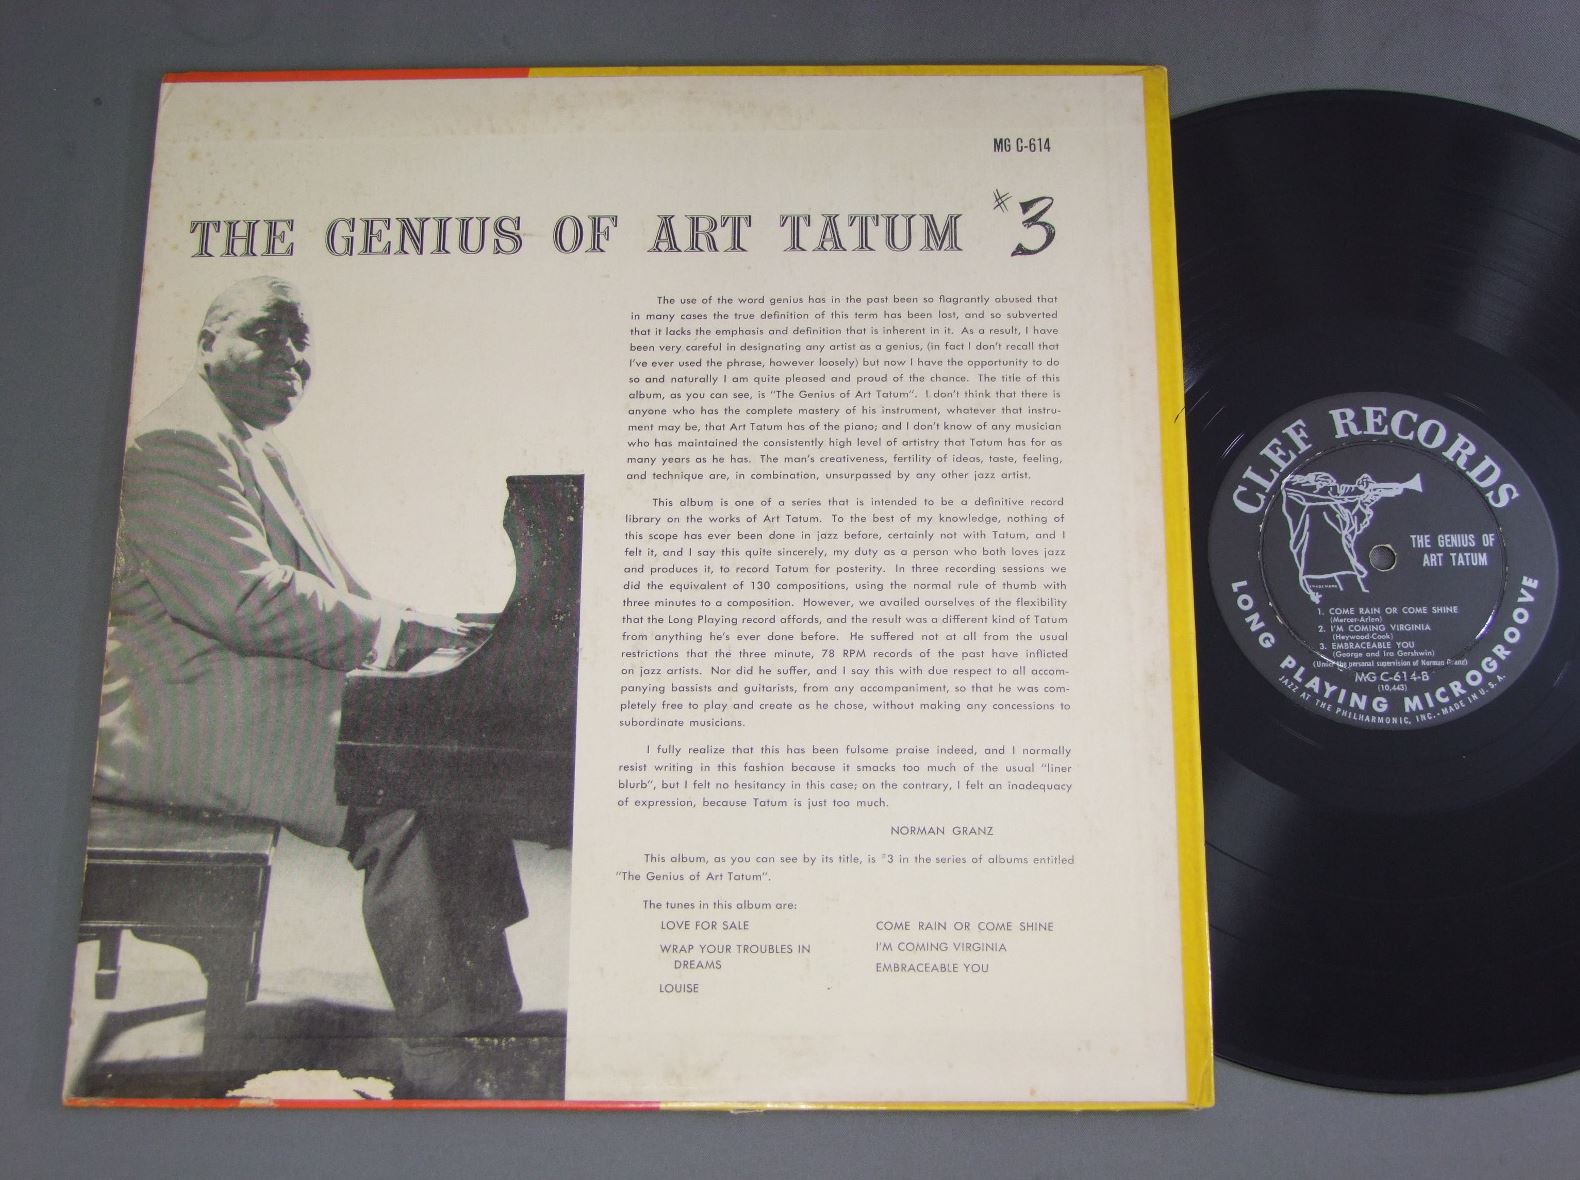 MG C-614
THE GENIUS OF ART TATUM #3
The use of the word genius has in the past been so flagrantly abused that
in many cases the true definition of this term has been lost, and so subverted
that it lacks the emphasis and definition that is inherent in it. As a result, I have
been very careful in designating any artist as a genius, (in fact I don't recall that
I've ever used the phrase, however loosely) but now I have the opportunity to do
so and naturally I am quite pleased and proud of the chance. The title of this
album, as you can see, is "The Genius of Art Tatum". I don't think that there is
anyone who has the complete mastery of his instrument, whatever that instru-
ment may be, that Art Tatum has of the piano; and I don't know of any musician
who has maintained the consistently high level of artistry that Tatum has for as
many years as he has. The man's creativeness, fertility of ideas, taste, feeling,
and technique are, in combination, unsurpassed by any other jazz artist.
This album is one of a series that is intended to be a definitive record
library on the works of Art Tatum. To the best of my knowledge, nothing of
this scope has ever been done in jazz before, certainly not with Tatum, and I
felt it, and I say this quite sincerely, my duty as a person who both loves jazz
and produces it, to record Tatum for posterity. In three recording sessions we
did the equivalent of 130 compositions, using the normal rule of thumb with
three minutes to a composition. However, we availed ourselves of the flexibility
that the Long Playing record affords, and the result was a different kind of Tatum
from anything he's ever done before. He suffered not at all from the usual
restrictions that the three minute, 78 RPM records of the past have inflicted
on jazz artists. Nor did he suffer, and I say this with due respect to all accom-
panying bassists and guitarists, from any accompaniment, so that he was com-
pletely free to play and create as he chose, without making any concessions to
subordinate musicians.
I fully realize that this has been fulsome praise indeed, and I normally
resist writing in this fashion because it smacks too much of the usual "liner
blurb", but I felt no hesitancy in this case; on the contrary, I felt an inadequacy
of expression, because Tatum is just too much.
NORMAN GRANZ
This album, as you can see by its title, is #3 in the series of albums entitled
"The Genius of Art Tatum".
The tunes in this album are:
LOVE FOR SALE
WRAP YOUR TROUBLES IN
DREAMS
LOUISE
COME RAIN OR COME SHINE
I'M COMING VIRGINIA
EMBRACEABLE YOU
CLEF RECORDS
THE GENIUS OF
ART TATUM
1. COME RAIN OR COME SHINE
(Mercer-Arlen)
2. I'M COMING VIRGINIA
(Heywood-Cook)
3. EMBRACEABLE YOU
(George and Ira Gershwin)
(Under the personal supervision of Norman Granz)
MG C-614-B
(10,443)
LONG PLAYING MICROGROOVE
JAZZ AT THE PHILHARMONIC, INC.-MADE IN U.S.A.